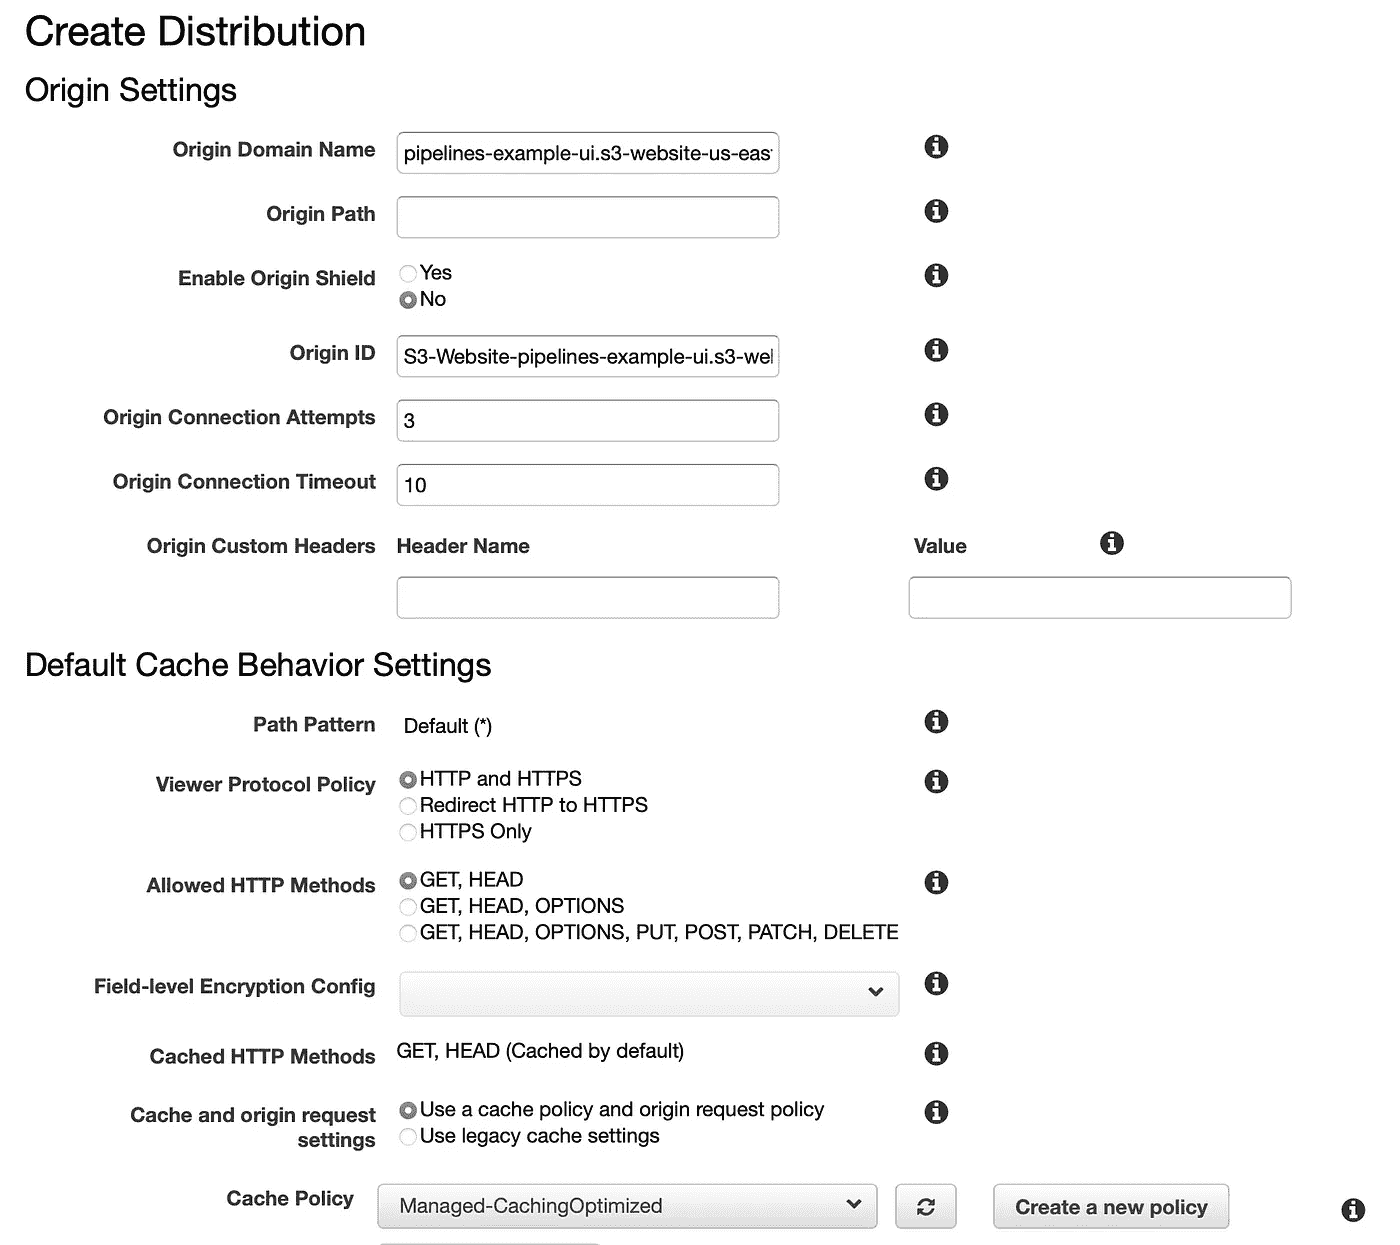 Create Distribution
Origin Settings
Origin Domain Name pipelines-example-ui.s3-website-us-eas
Origin Path
Enable Origin Shield Yes
No
Origin ID S3-Website-pipelines-example-ui.s3-wel
Origin Connection Attempts 3
Origin Connection Timeout 10
Origin Custom Headers Header Name Value
Default Cache Behavior Settings
Path Pattern Default (*)
Viewer Protocol Policy HTTP and HTTPS
Redirect HTTP to HTTPS
HTTPS Only
Allowed HTTP Methods GET, HEAD
GET, HEAD, OPTIONS
GET, HEAD, OPTIONS, PUT, POST, PATCH, DELETE
Field-level Encryption Config
Cached HTTP Methods GET, HEAD (Cached by default)
Cache and origin request Use a cache policy and origin request policy
settings Use legacy cache settings
Cache Policy Managed-CachingOptimized Create a new policy